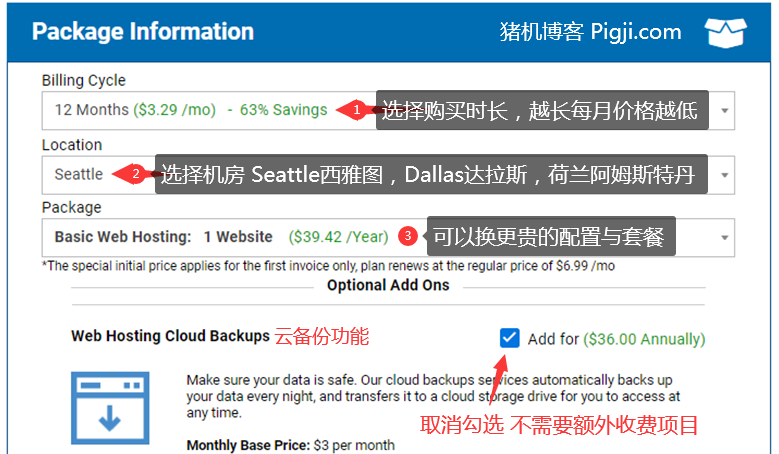 Package Information
猪机博客 Pigji.com
Billing Cycle
12 Months ($3.29 /mo) - 63% Savings
1 选择购买时长，越长每月价格越低
Location
Seattle
2 选择机房 Seattle西雅图，Dallas达拉斯，荷兰阿姆斯特丹
Package
Basic Web Hosting: 1 Website ($39.42 /Year)
3 可以换更贵的配置与套餐
*The special initial price applies for the first invoice only, plan renews at the regular price of $6.99 /mo
Optional Add Ons
Web Hosting Cloud Backups 云备份功能
Add for ($36.00 Annually)
Make sure your data is safe. Our cloud backups services automatically backs up
your data every night, and transfers it to a cloud storage drive for you to access at
any time.
取消勾选 不需要额外收费项目
Monthly Base Price: $3 per month